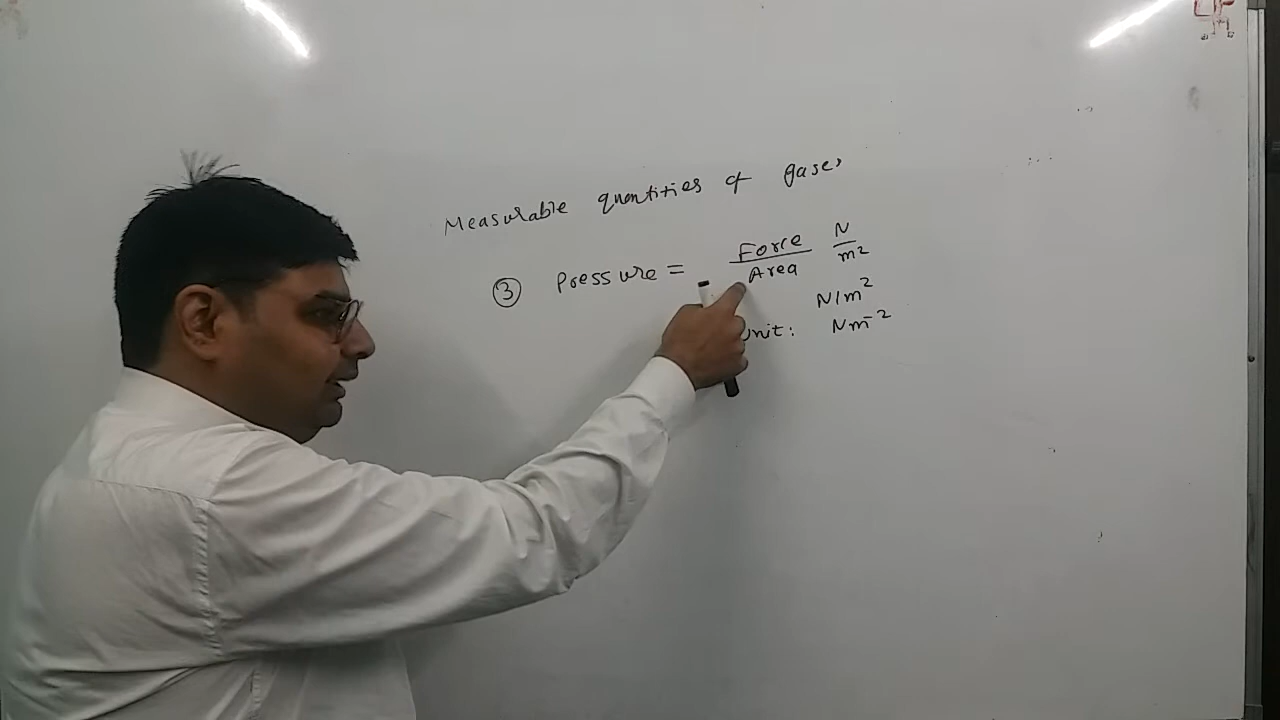 Measurable quantities of gases
③ Pressure = Force/Area N/m²
N/m²
unit: Nm⁻²